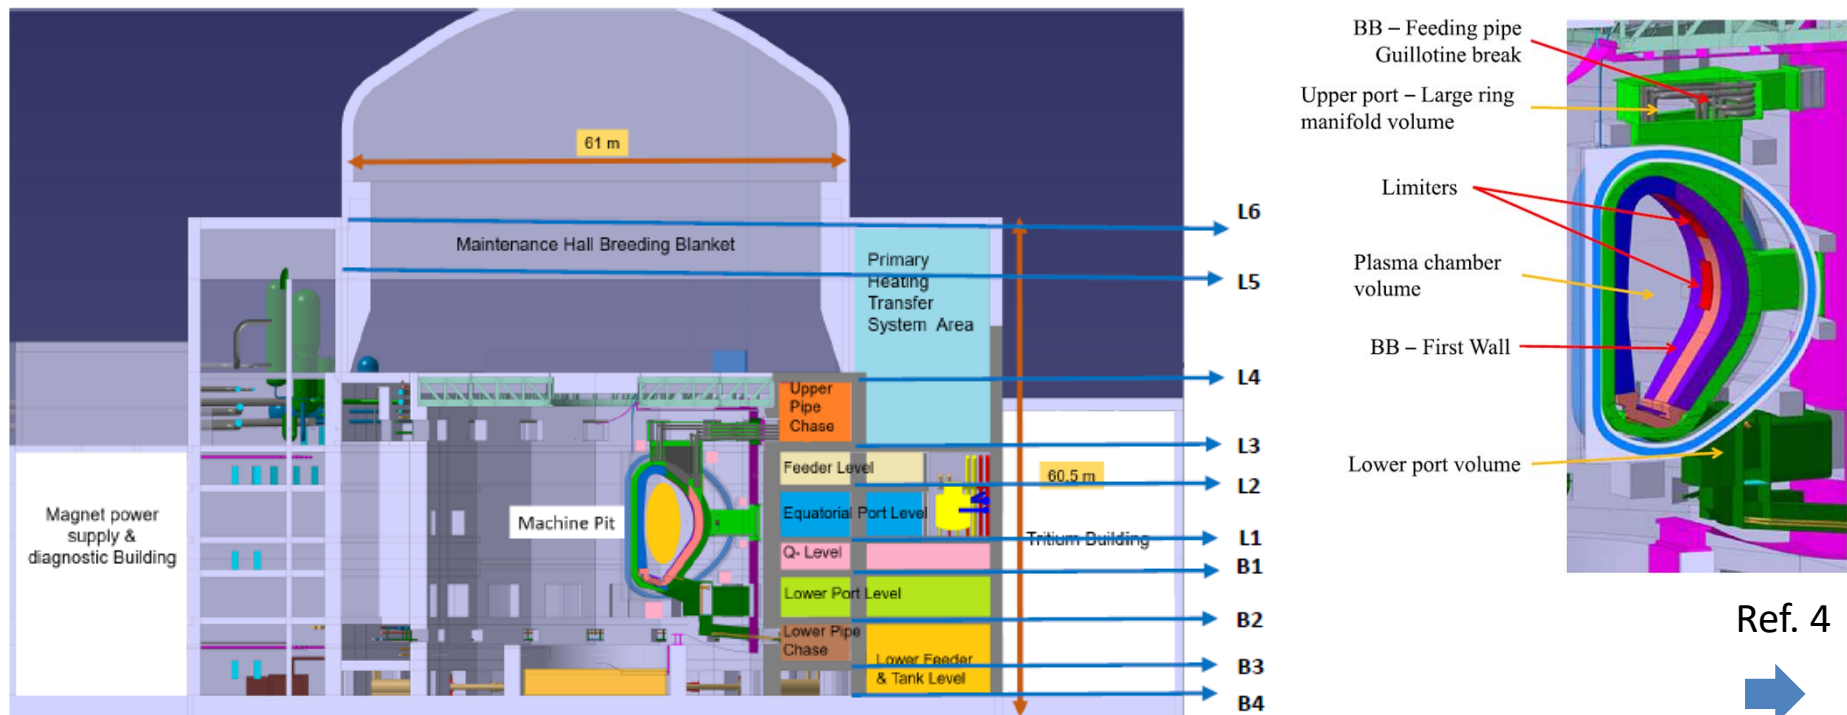 61 m
Maintenance Hall Breeding Blanket
Primary
Heating
Transfer
System Area
Upper
Pipe
Chase
Feeder Level
Equatorial Port Level
Q- Level
Lower Port Level
Lower Pipe
Chase
Lower Feeder
& Tank Level
Machine Pit
Magnet power
supply &
diagnostic Building
60,5 m
Tritium Building
L6
L5
L4
L3
L2
L1
B1
B2
B3
B4
BB – Feeding pipe
Guillotine break
Upper port – Large ring
manifold volume
Limiters
Plasma chamber
volume
BB – First Wall
Lower port volume
Ref. 4